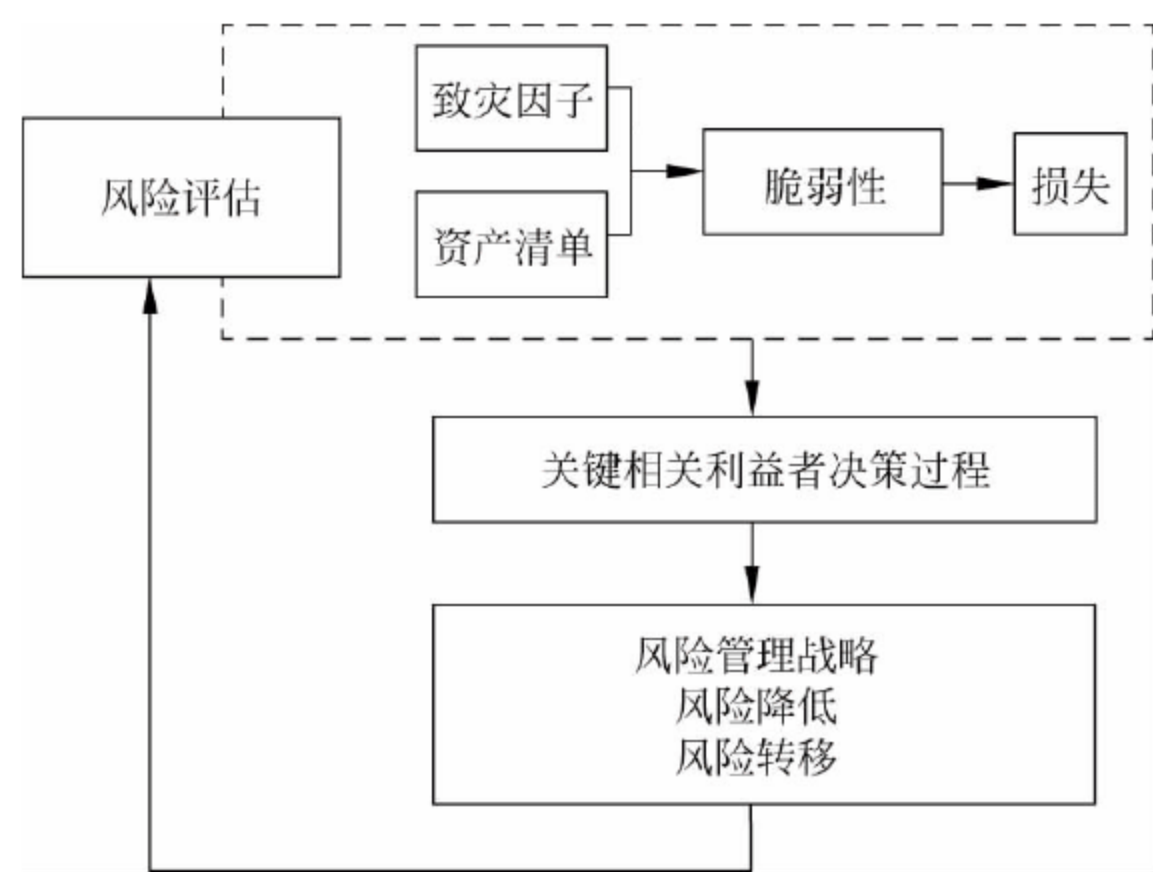 致灾因子
风险评估
脆弱性
损失
资产清单
关键相关利益者决策过程
风险管理战略
风险降低
风险转移